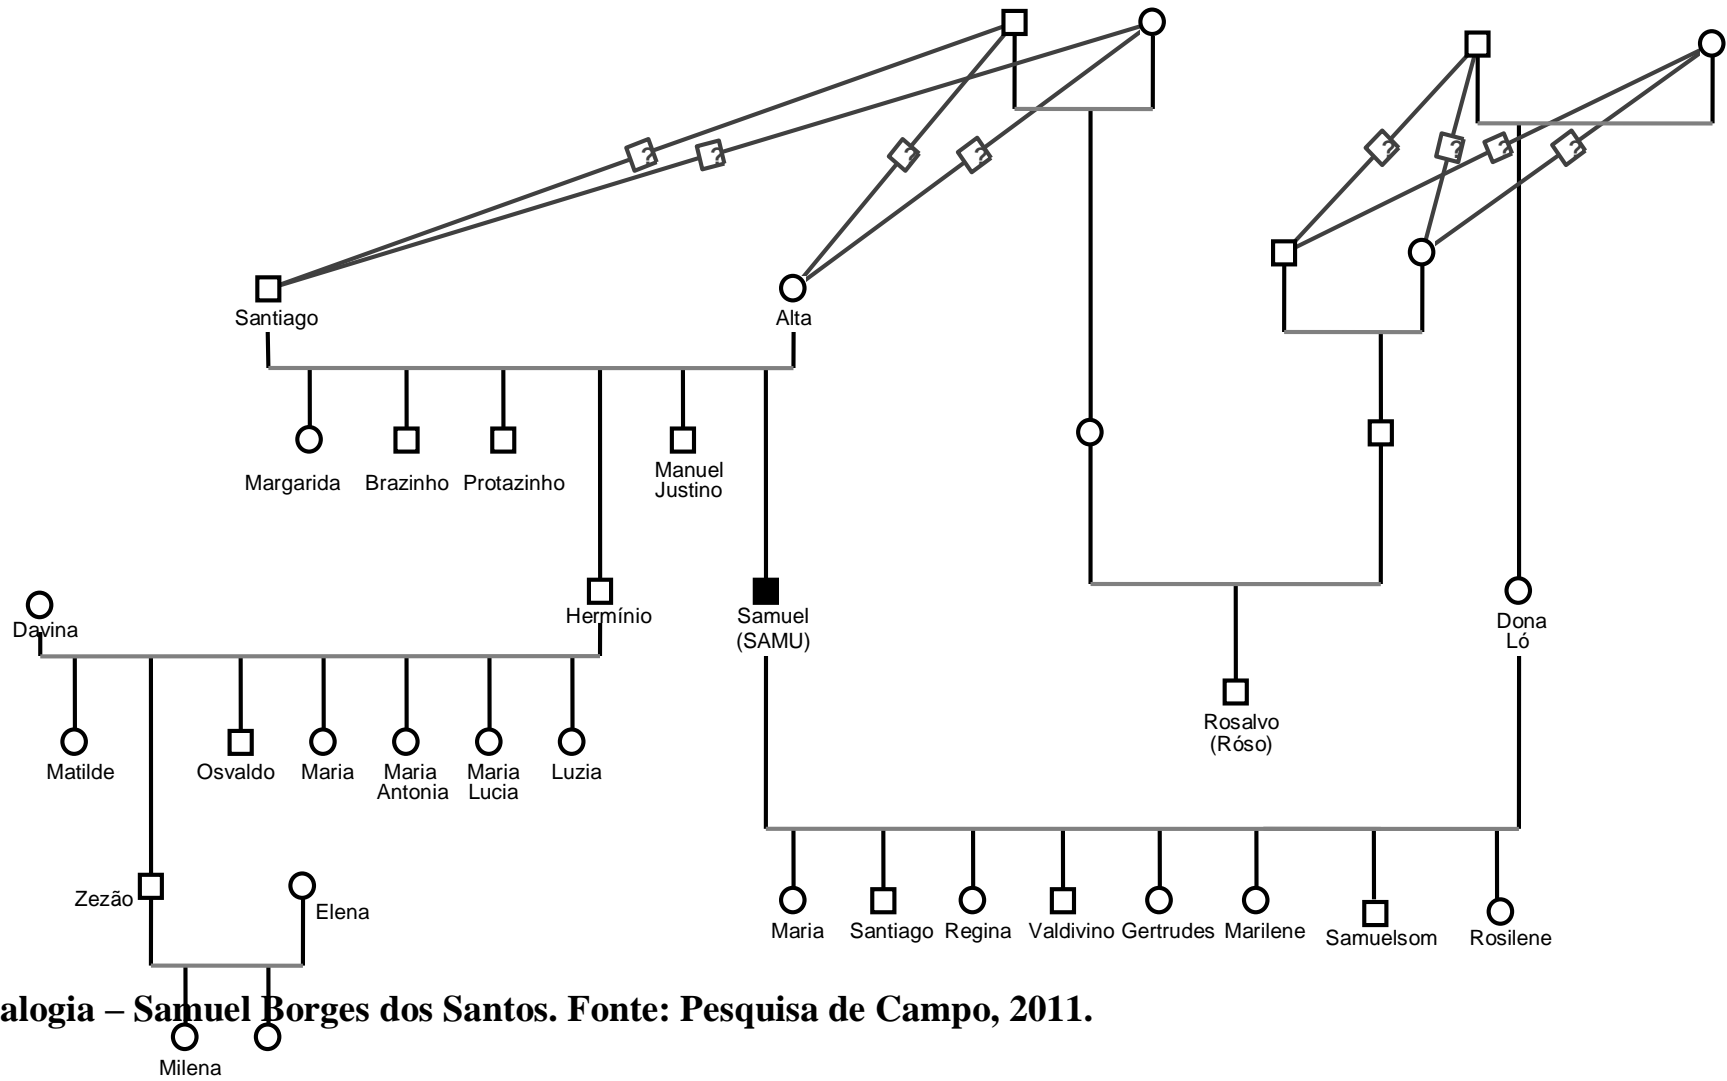 ?
?
?
?
?
?
?
?
Santiago
Alta
Margarida
Brazinho
Protazinho
Manuel
Justino
Davina
Hermínio
Samuel
(SAMU)
Dona
Ló
Rosalvo
(Róso)
Matilde
Osvaldo
Maria
Maria
Antonia
Maria
Lucia
Luzia
Zezão
Elena
Maria
Santiago
Regina
Valdivino
Gertrudes
Marilene
Samuelsom
Rosilene
alogia – Samuel Borges dos Santos. Fonte: Pesquisa de Campo, 2011.
Milena